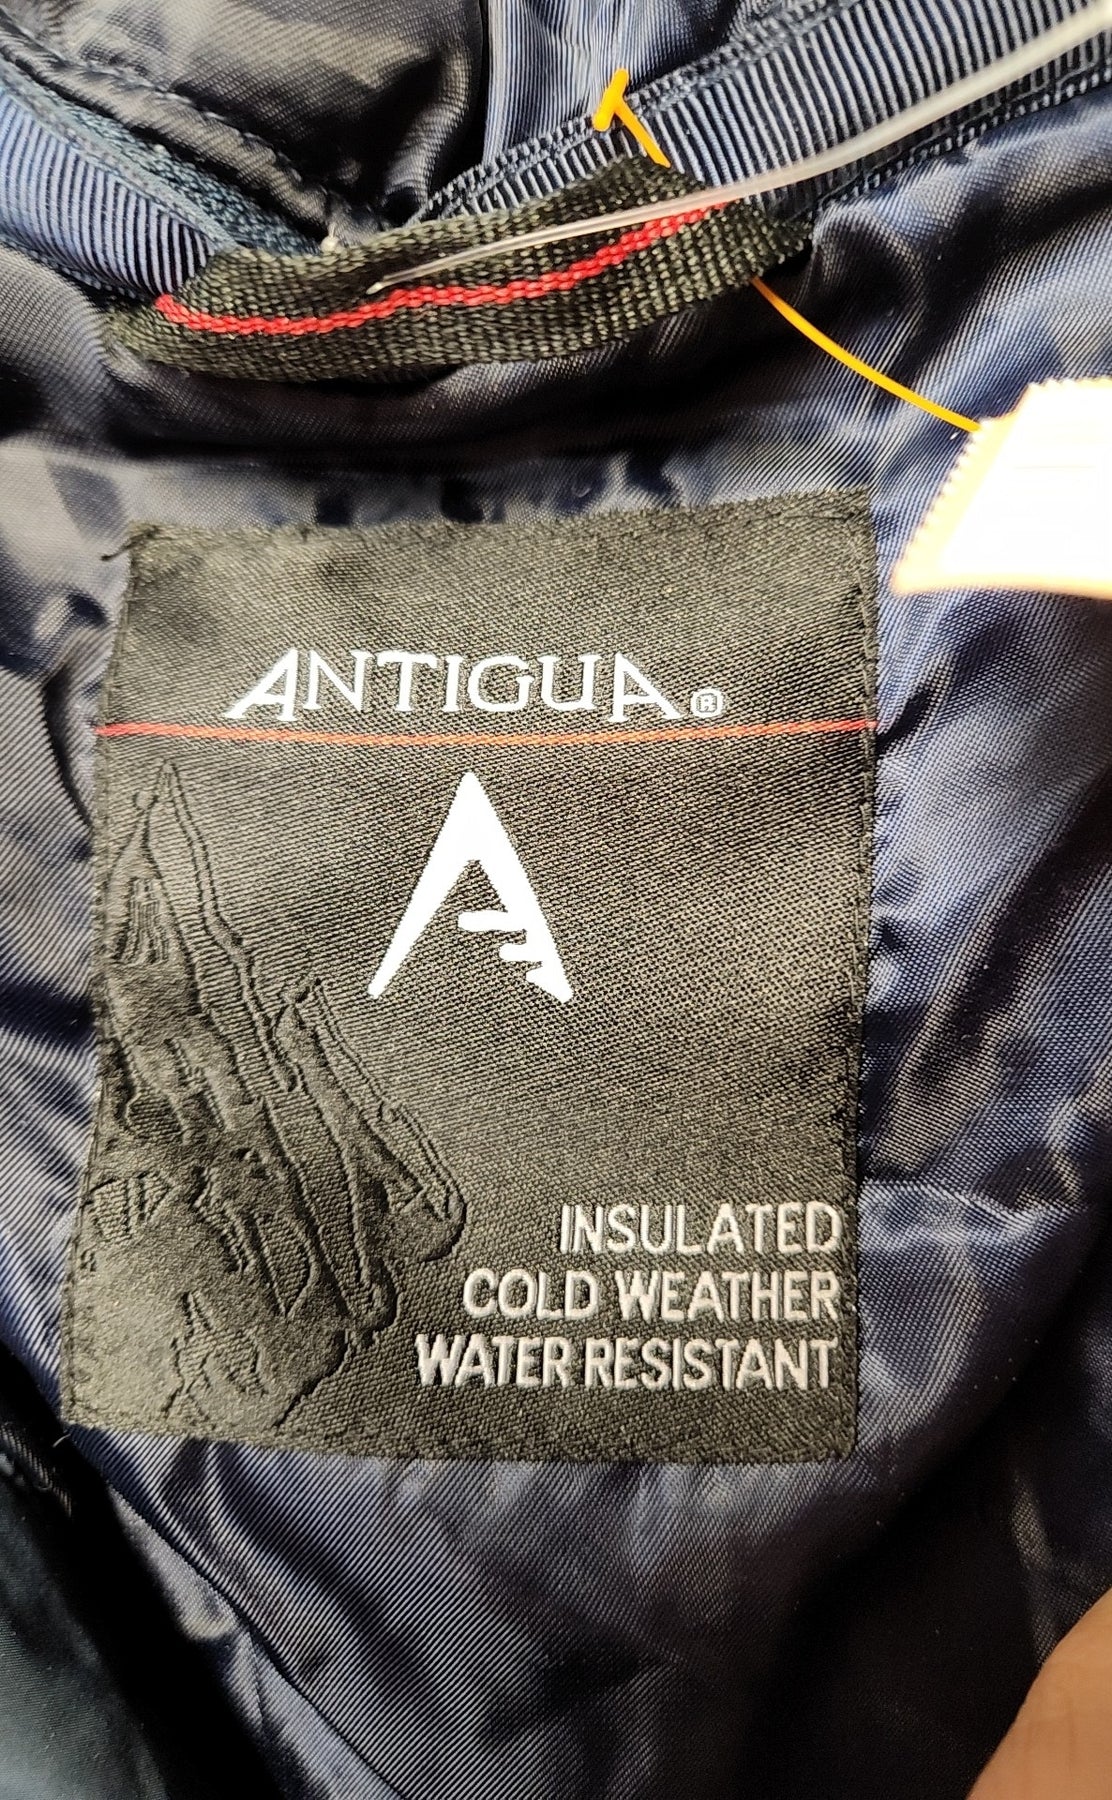 ANTIGUA®
A
INSULATED
COLD WEATHER
WATER RESISTANT